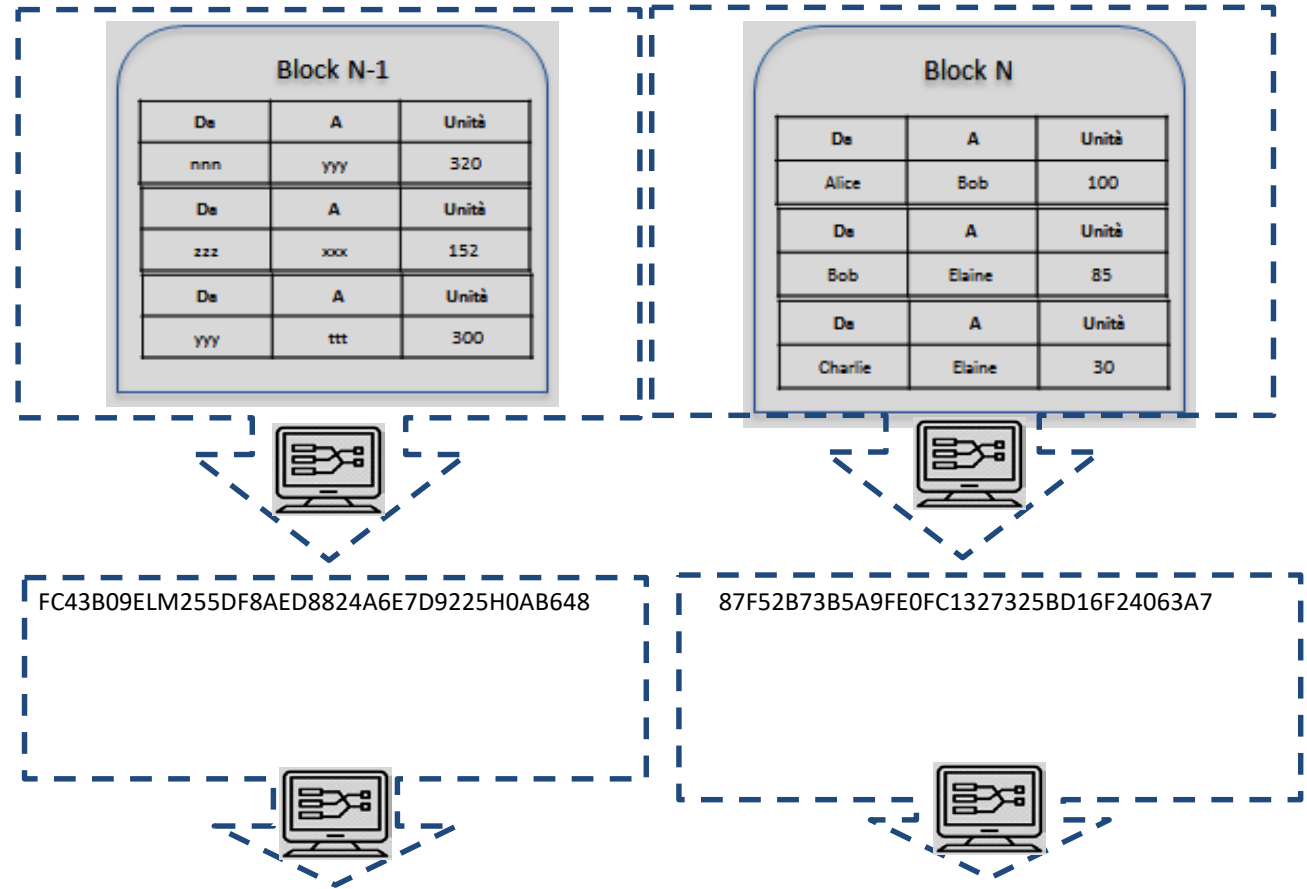 Block N-1
Da A Unità
nnn yyy 320
Da A Unità
zzz xxx 152
Da A Unità
yyy ttt 300
Block N
Da A Unità
Alice Bob 100
Da A Unità
Bob Elaine 85
Da A Unità
Charlie Elaine 30
FC43B09ELM255DF8AED8824A6E7D9225H0AB648
87F52B73B5A9FE0FC1327325BD16F24063A7